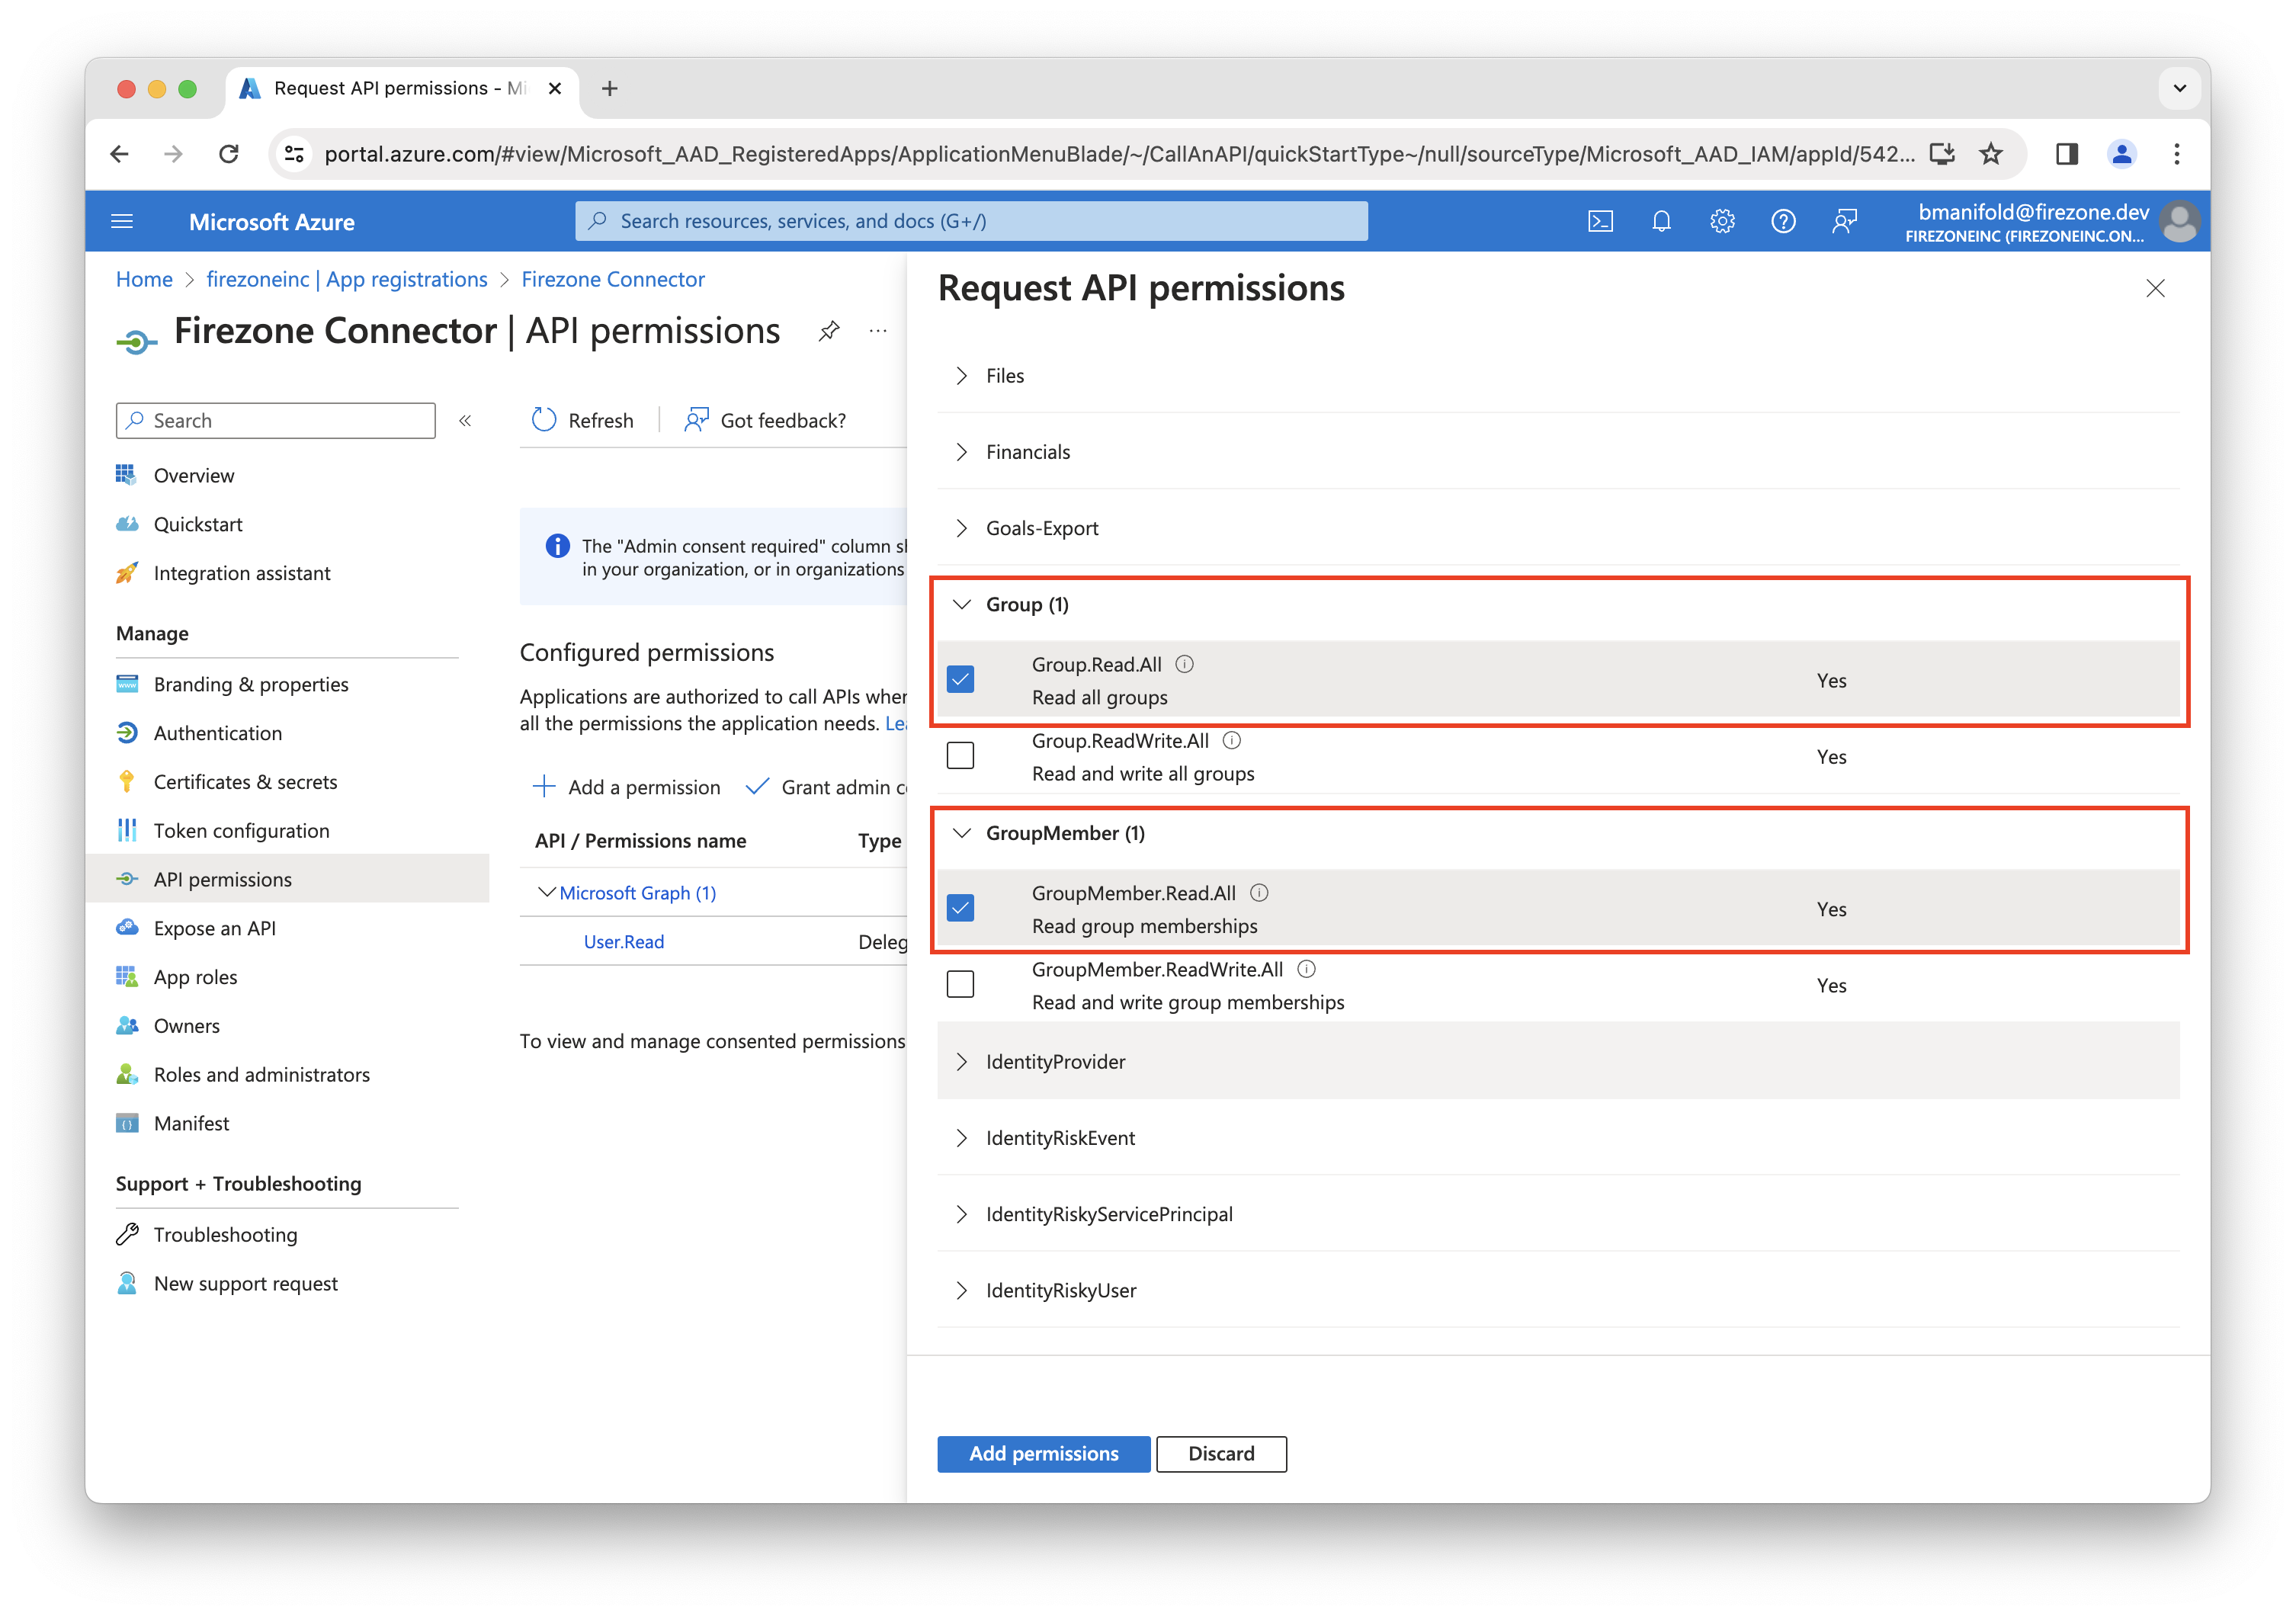 Request API permissions - Mi
portal.azure.com/#view/Microsoft_AAD_RegisteredApps/ApplicationMenuBlade/~/CallAnAPI/quickStartType~/null/sourceType/Microsoft_AAD_IAM/appId/542...
Microsoft Azure
Search resources, services, and docs (G+/)
bmanifold@firezone.dev
FIREZONEINC (FIREZONEINC.ON...
Home > firezoneinc | App registrations > Firezone Connector
Firezone Connector | API permissions
Search
Overview
Quickstart
Integration assistant
Manage
Branding & properties
Authentication
Certificates & secrets
Token configuration
API permissions
Expose an API
App roles
Owners
Roles and administrators
Manifest
Support + Troubleshooting
Troubleshooting
New support request
Refresh
Got feedback?
The "Admin consent required" column sh
in your organization, or in organizations
Configured permissions
Applications are authorized to call APIs wher
all the permissions the application needs. Lea
Add a permission
Grant admin co
API / Permissions name Type
Microsoft Graph (1)
User.Read Deleg
To view and manage consented permissions
Request API permissions
Files
Financials
Goals-Export
Group (1)
Group.Read.All
Read all groups
Yes
Group.ReadWrite.All
Read and write all groups
Yes
GroupMember (1)
GroupMember.Read.All
Read group memberships
Yes
GroupMember.ReadWrite.All
Read and write group memberships
Yes
IdentityProvider
IdentityRiskEvent
IdentityRiskyServicePrincipal
IdentityRiskyUser
Add permissions
Discard